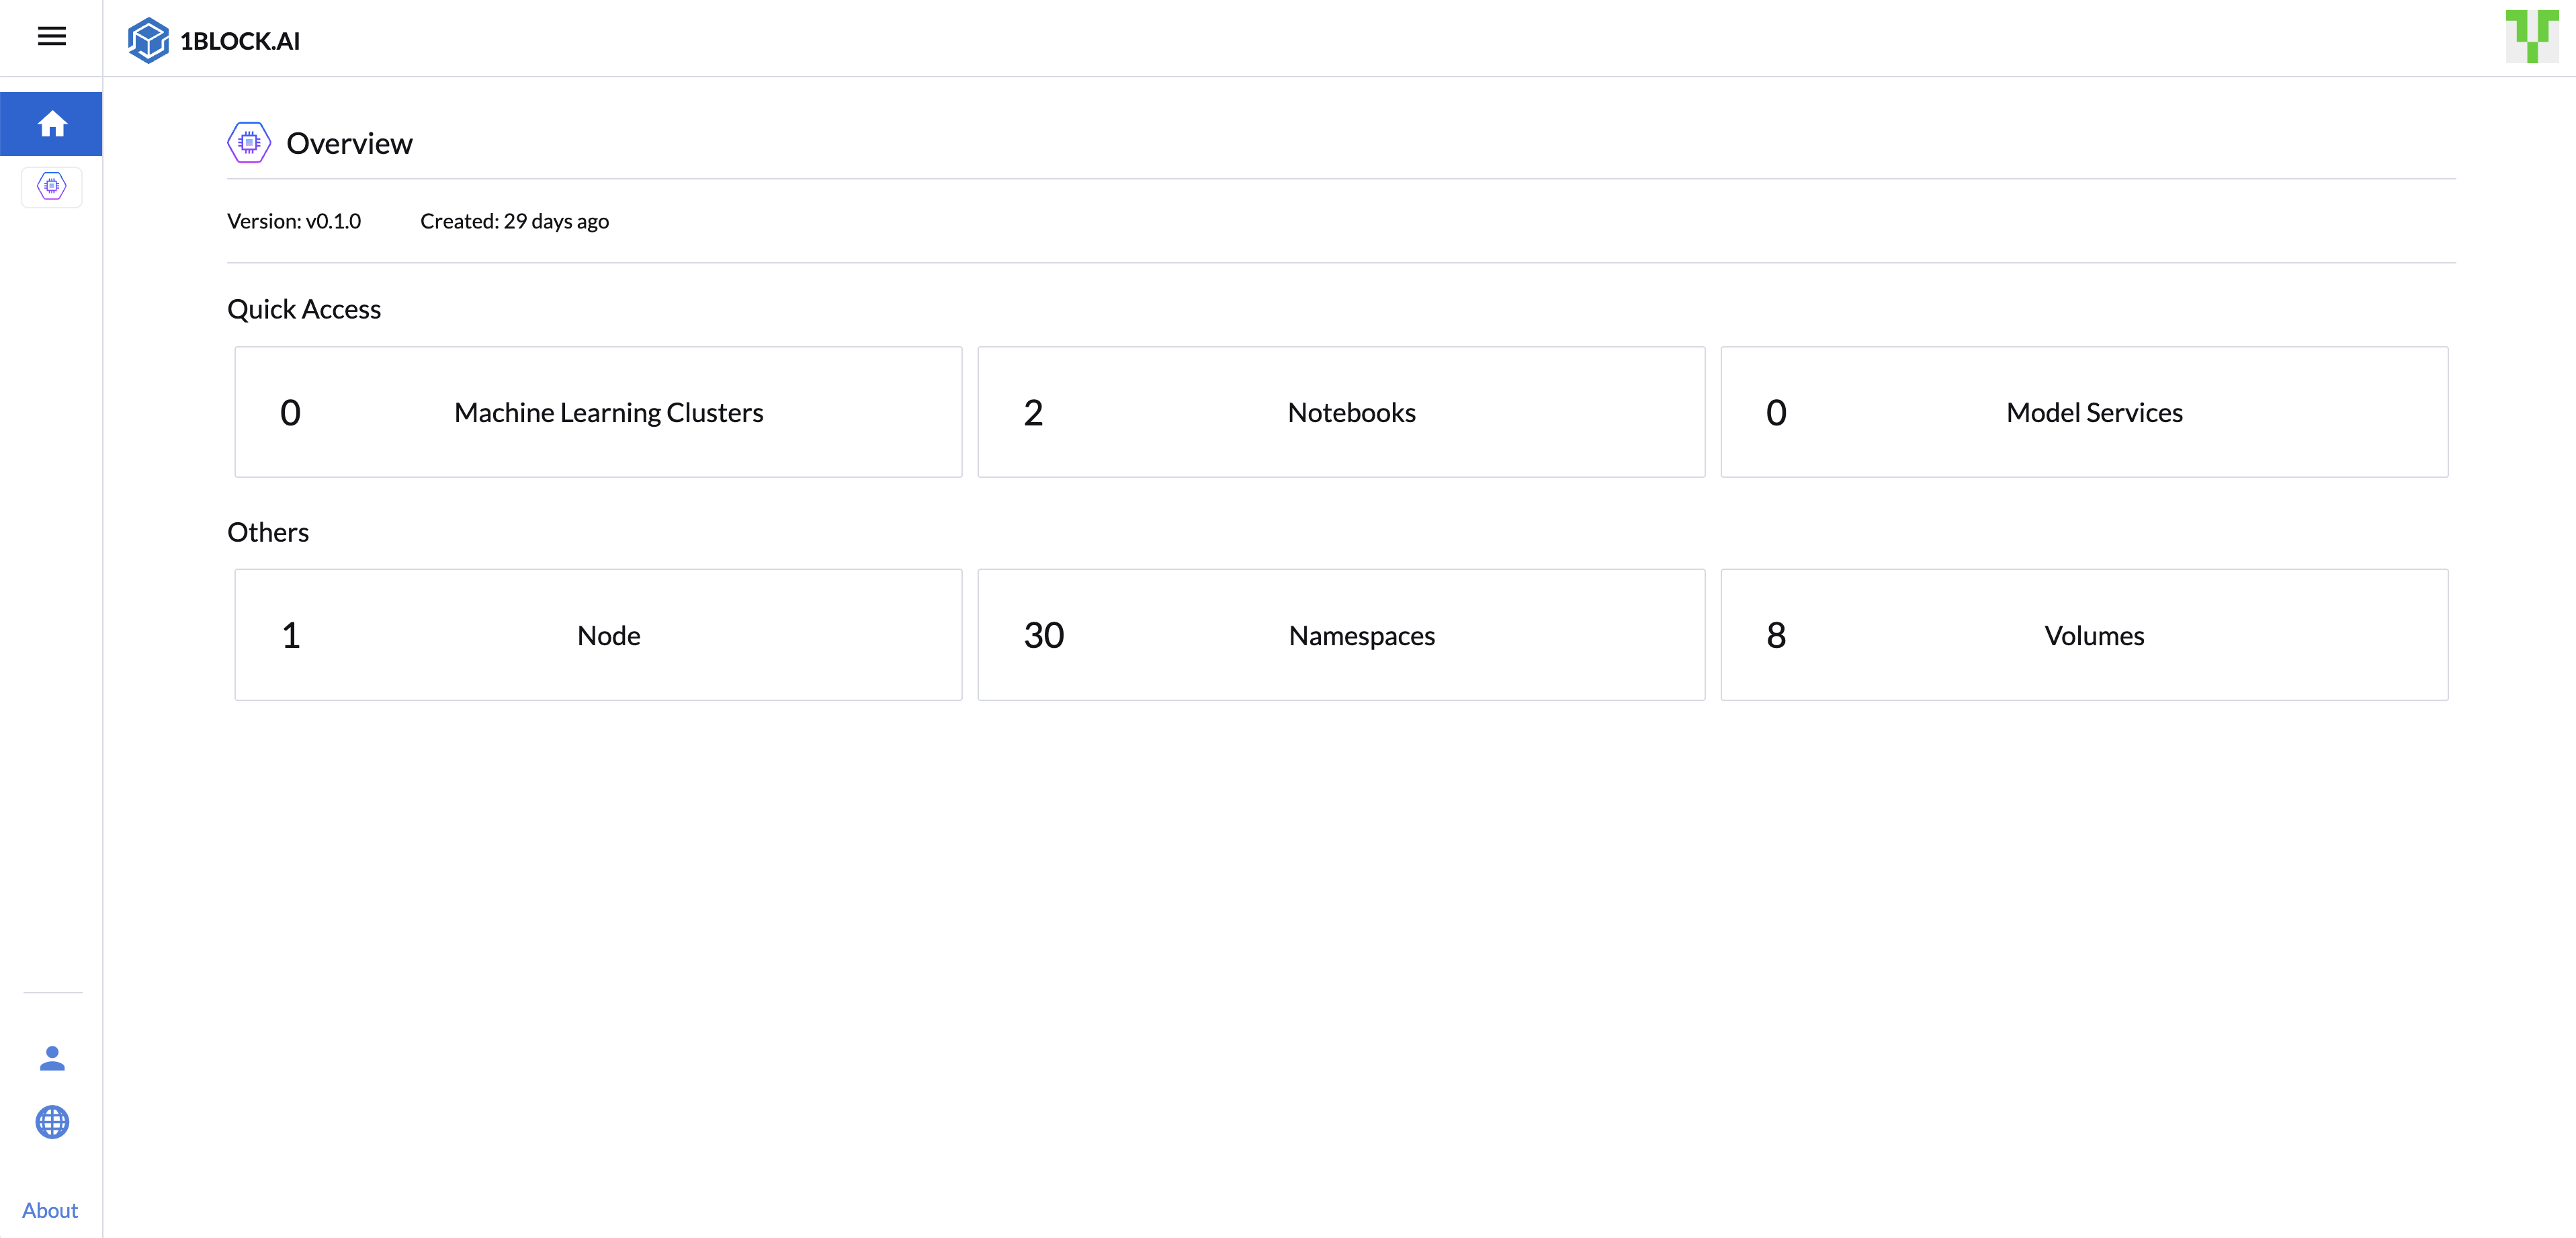 1BLOCK.AI
Overview
Version: v0.1.0 Created: 29 days ago
Quick Access
0 Machine Learning Clusters
2 Notebooks
0 Model Services
Others
1 Node
30 Namespaces
8 Volumes
About